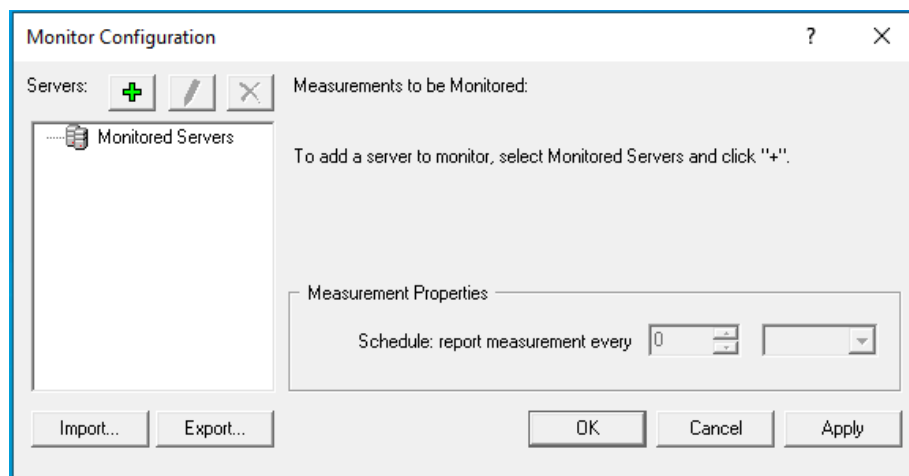 Monitor Configuration
Servers:
Measurements to be Monitored:
Monitored Servers
To add a server to monitor, select Monitored Servers and click "+".
Measurement Properties
Schedule: report measurement every 0
Import... Export... OK Cancel Apply